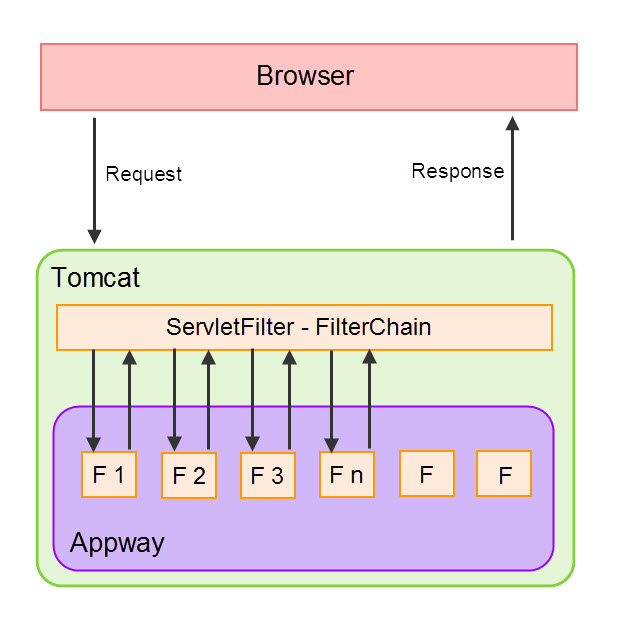 Browser
Request
Response
Tomcat
ServletFilter - FilterChain
F 1
F 2
F 3
F n
F
F
Appway